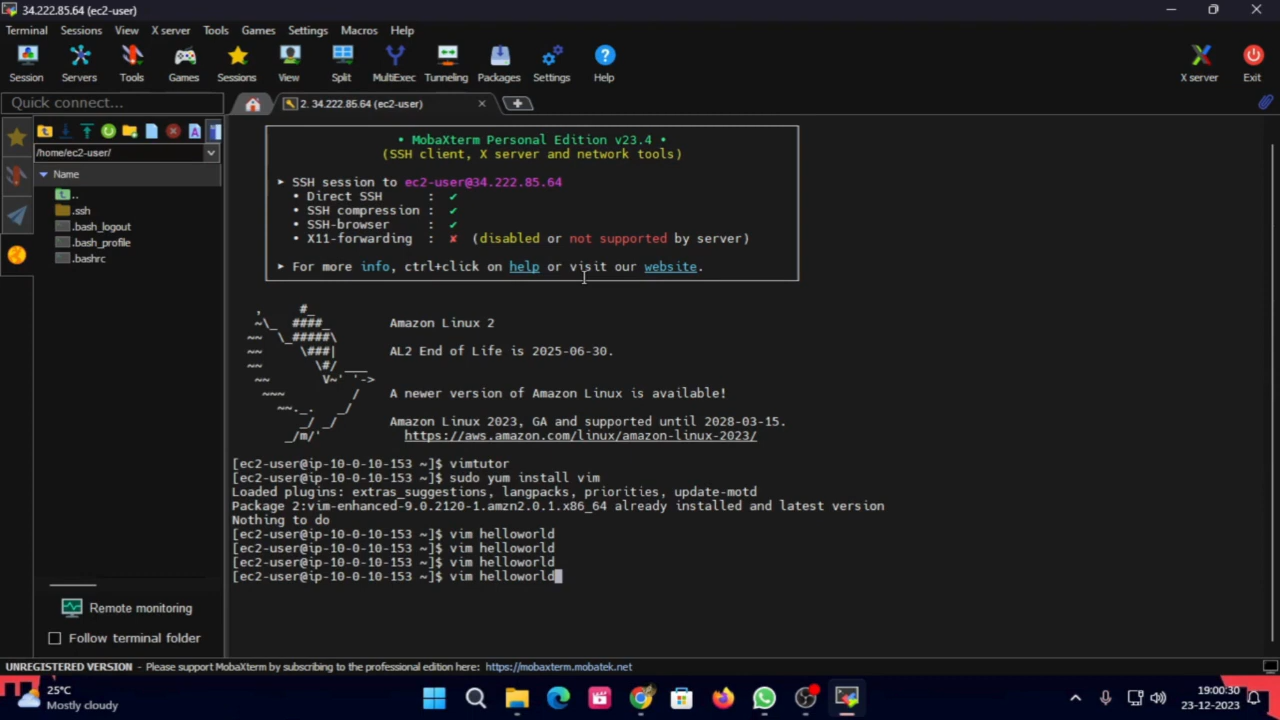 34.222.85.64 (ec2-user)
Terminal Sessions View X server Tools Games Settings Macros Help
Session Servers Tools Games Sessions View Split MultiExec Tunneling Packages Settings Help X server Exit
Quick connect...
2. 34.222.85.64 (ec2-user)
/home/ec2-user/
Name
..
.ssh
.bash_logout
.bash_profile
.bashrc
• MobaXterm Personal Edition v23.4 •
(SSH client, X server and network tools)
► SSH session to ec2-user@34.222.85.64
• Direct SSH : ✔
• SSH compression : ✔
• SSH-browser : ✔
• X11-forwarding : ✘ (disabled or not supported by server)
► For more info, ctrl+click on help or visit our website.
, #_
~\_ ####_ Amazon Linux 2
~~ \_#####\
~~ \###| AL2 End of Life is 2025-06-30.
~~ \#/ ___
~~ V~' '->
~~~ / A newer version of Amazon Linux is available!
~~._. _/
_/ _/ Amazon Linux 2023, GA and supported until 2028-03-15.
_/m/' https://aws.amazon.com/linux/amazon-linux-2023/
[ec2-user@ip-10-0-10-153 ~]$ vimtutor
[ec2-user@ip-10-0-10-153 ~]$ sudo yum install vim
Loaded plugins: extras_suggestions, langpacks, priorities, update-motd
Package 2:vim-enhanced-9.0.2120-1.amzn2.0.1.x86_64 already installed and latest version
Nothing to do
[ec2-user@ip-10-0-10-153 ~]$ vim helloworld
[ec2-user@ip-10-0-10-153 ~]$ vim helloworld
[ec2-user@ip-10-0-10-153 ~]$ vim helloworld
[ec2-user@ip-10-0-10-153 ~]$ vim helloworld
Remote monitoring
Follow terminal folder
UNREGISTERED VERSION - Please support MobaXterm by subscribing to the professional edition here: https://mobaxterm.mobatek.net
25°C
Mostly cloudy
19:00:30
23-12-2023